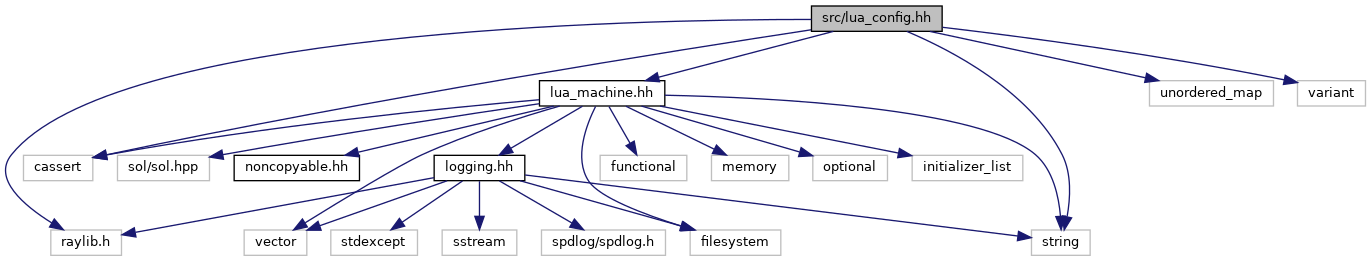 src/lua_config.hh
lua_machine.hh
unordered_map
variant
cassert
sol/sol.hpp
noncopyable.hh
logging.hh
functional
memory
optional
initializer_list
raylib.h
vector
stdexcept
sstream
spdlog/spdlog.h
filesystem
string